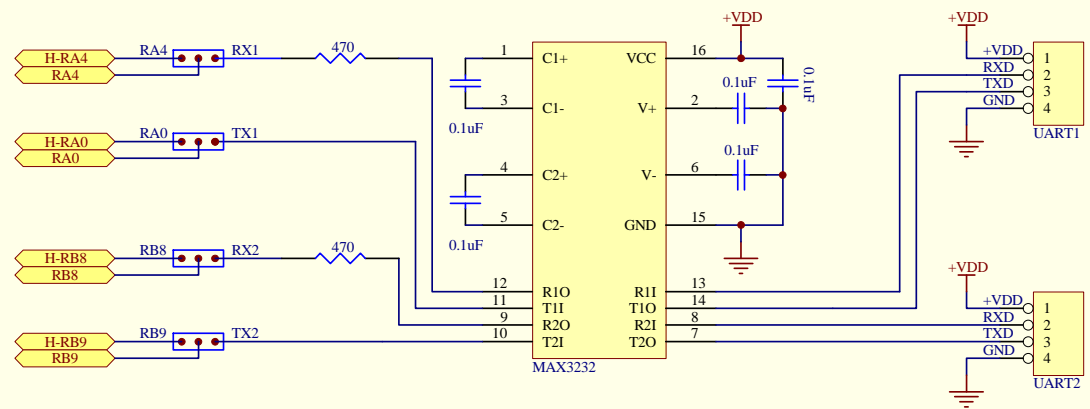 +VDD
+VDD
H-RA4
RA4
RX1
470
1
C1+
VCC
16
+VDD
1
RA4
RXD
2
0.1uF
0.1uF
TXD
3
3
C1-
V+
2
GND
4
0.1uF
UART1
H-RA0
RA0
TX1
RA0
0.1uF
4
C2+
V-
6
5
C2-
GND
15
0.1uF
H-RB8
RB8
RX2
470
RB8
+VDD
12
R1O
R1I
13
11
T1I
T1O
14
+VDD
1
9
R2O
R2I
8
RXD
2
H-RB9
RB9
TX2
10
T2I
T2O
7
TXD
3
RB9
GND
4
MAX3232
UART2